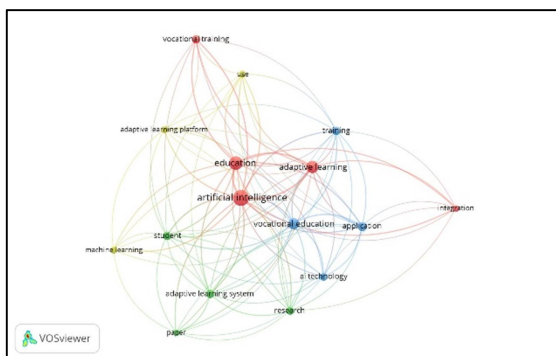 vocational training
use
adaptive learning platform
training
education
adaptive learning
artificial intelligence
integration
vocational education
application
student
machine learning
ai technology
adaptive learning system
research
paper
VOSviewer